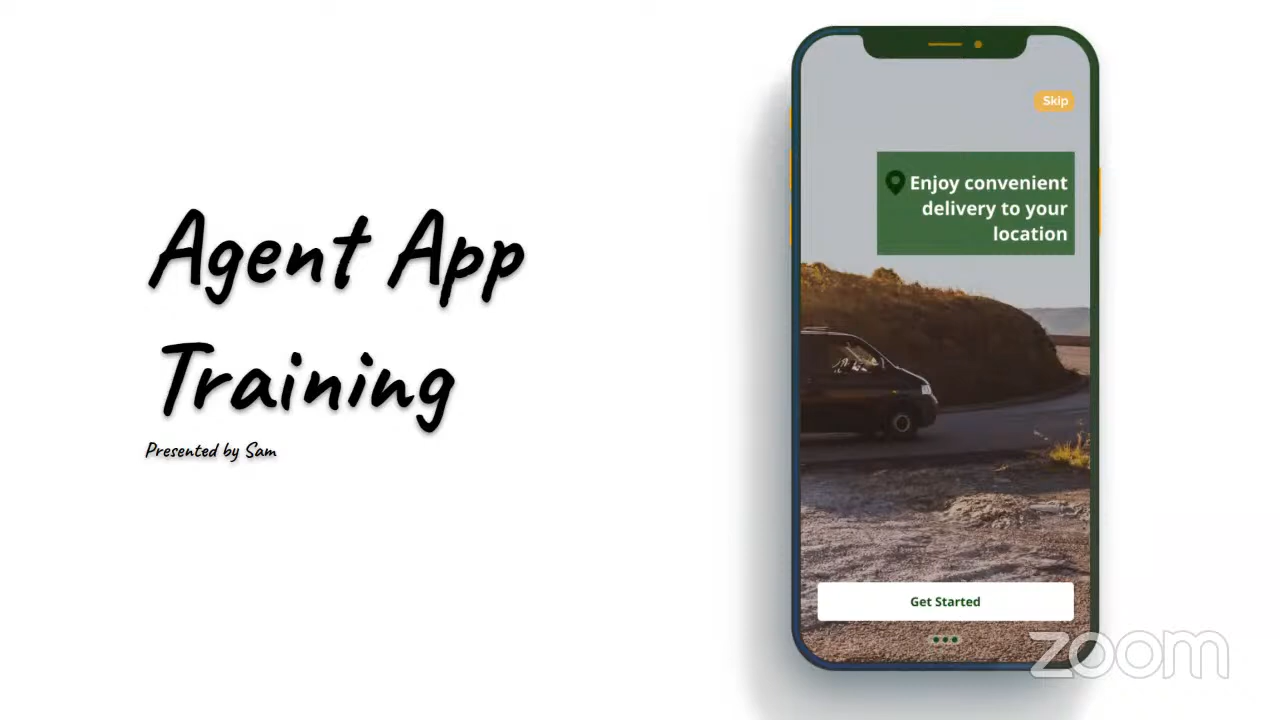 Agent App
Training
Presented by Sam
Skip
Enjoy convenient
delivery to your
location
Get Started
zoom